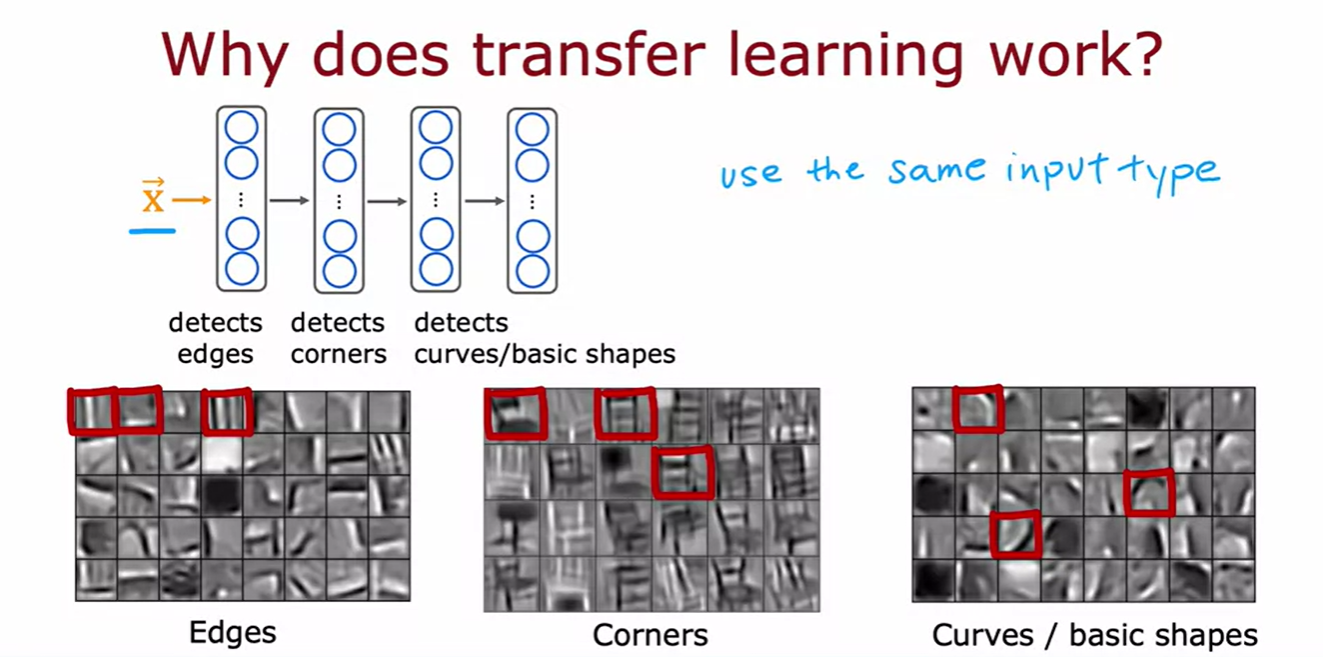 Why does transfer learning work?
use the same input type
x
detects detects detects
edges corners curves/basic shapes
Edges
Corners
Curves / basic shapes